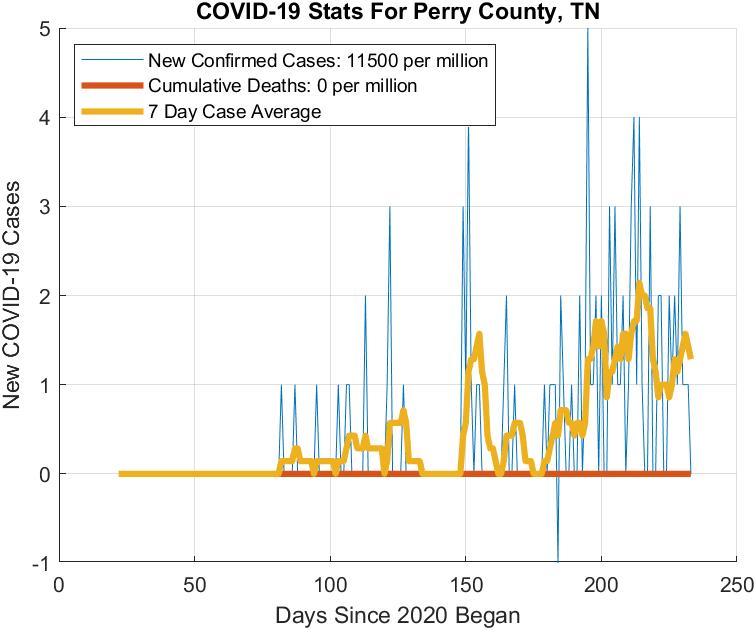 COVID-19 Stats For Perry County, TN
New Confirmed Cases: 11500 per million
Cumulative Deaths: 0 per million
7 Day Case Average
New COVID-19 Cases
5
4
3
2
1
0
-1
0 50 100 150 200 250
Days Since 2020 Began